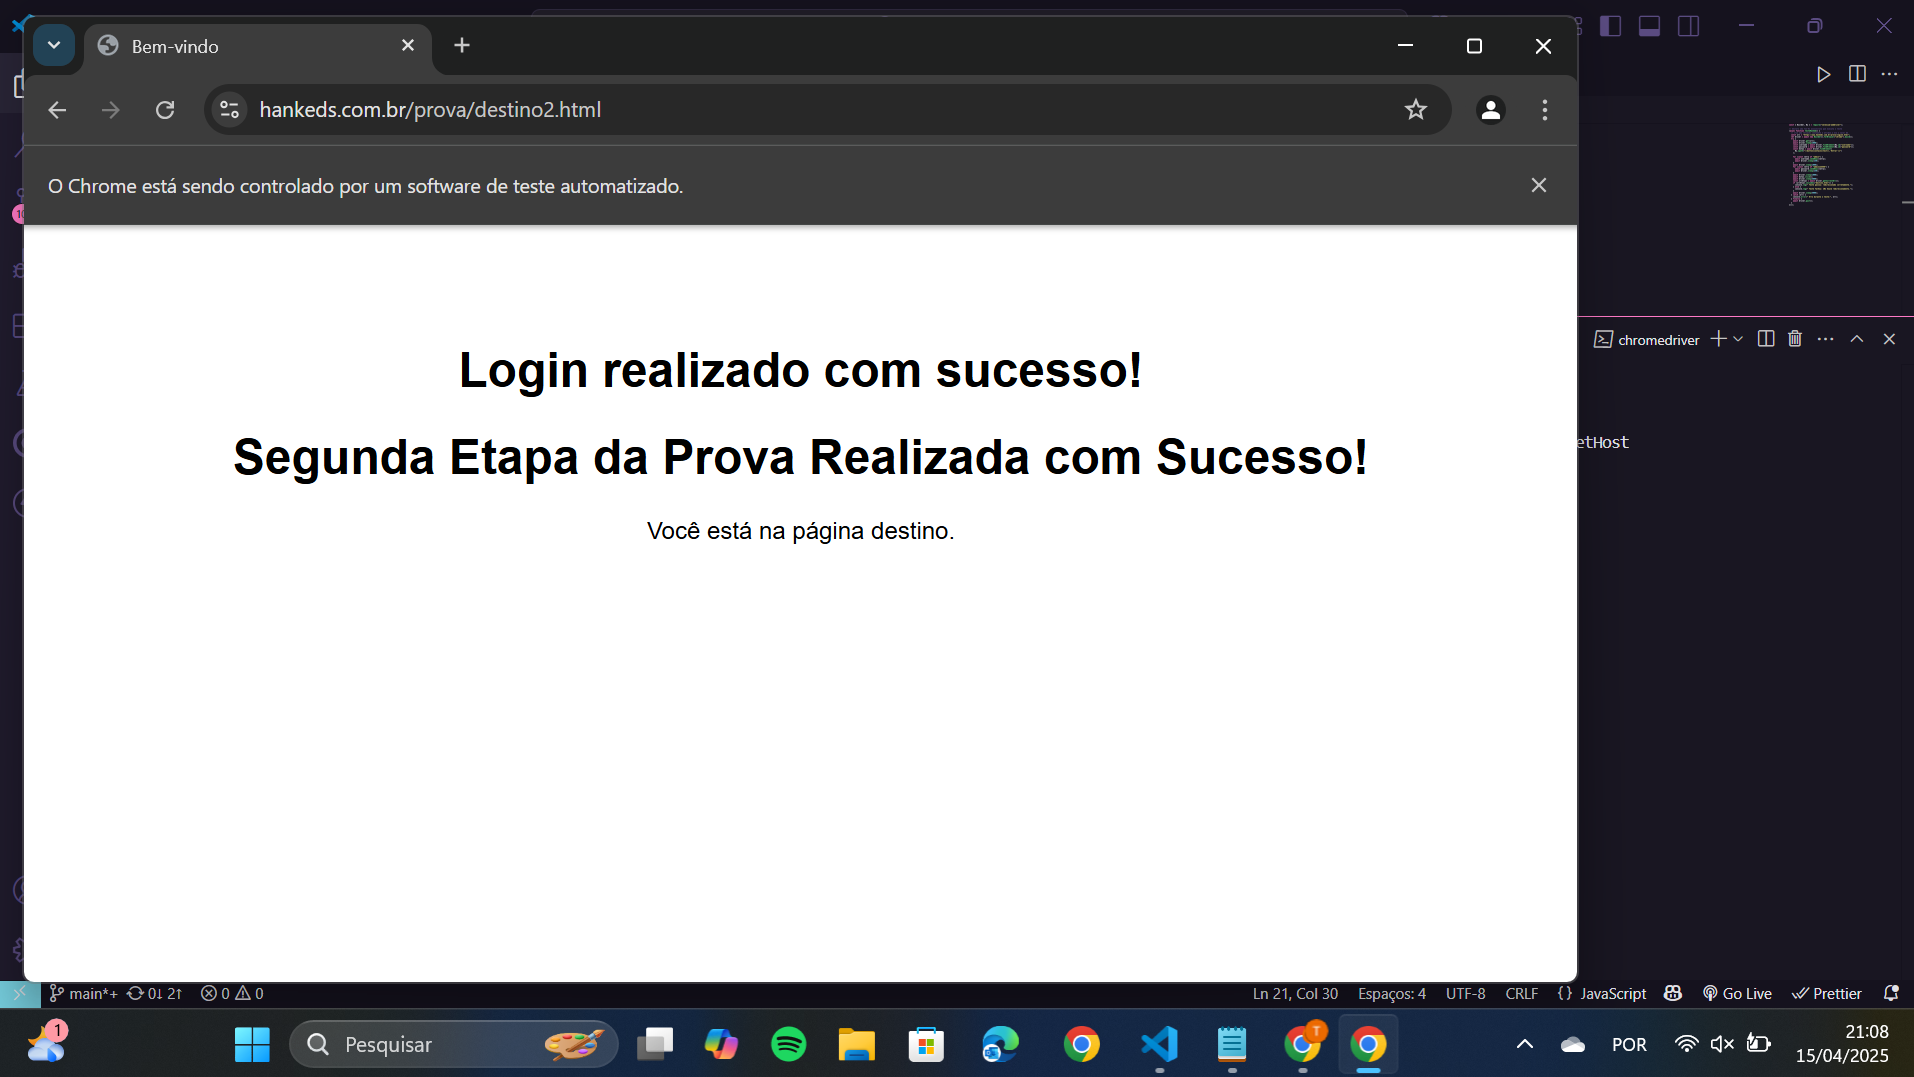 Bem-vindo
hankeds.com.br/prova/destino2.html
O Chrome está sendo controlado por um software de teste automatizado.
Login realizado com sucesso!
Segunda Etapa da Prova Realizada com Sucesso!
Você está na página destino.
chromedriver
etHost
main*+ 0↓ 2↑ 0 0
Ln 21, Col 30 Espaços: 4 UTF-8 CRLF {} JavaScript Go Live Prettier
1
Pesquisar
T
POR
21:08
15/04/2025